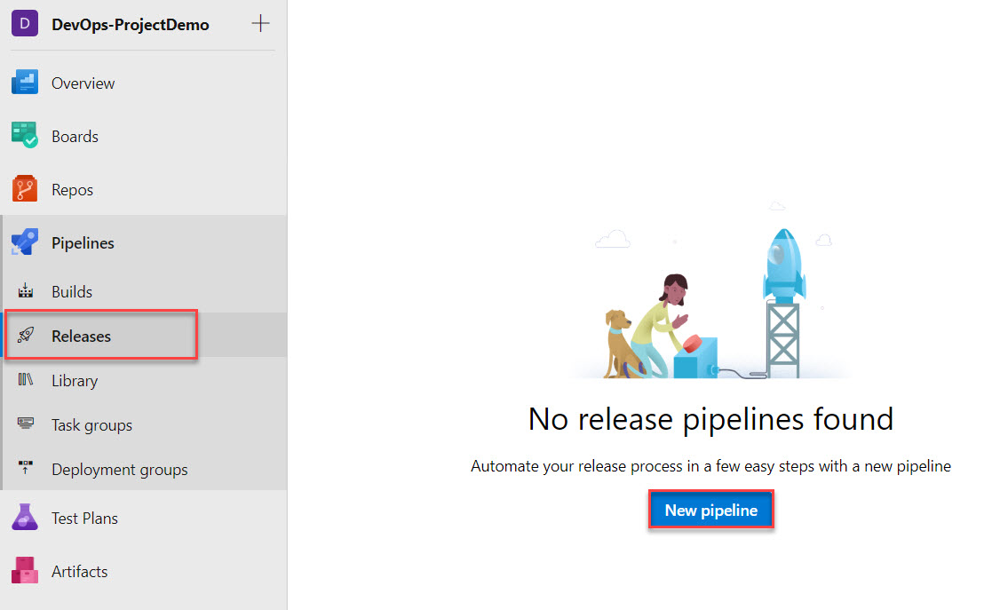 D DevOps-ProjectDemo
Overview
Boards
Repos
Pipelines
Builds
Releases
Library
Task groups
Deployment groups
Test Plans
Artifacts
No release pipelines found
Automate your release process in a few easy steps with a new pipeline
New pipeline